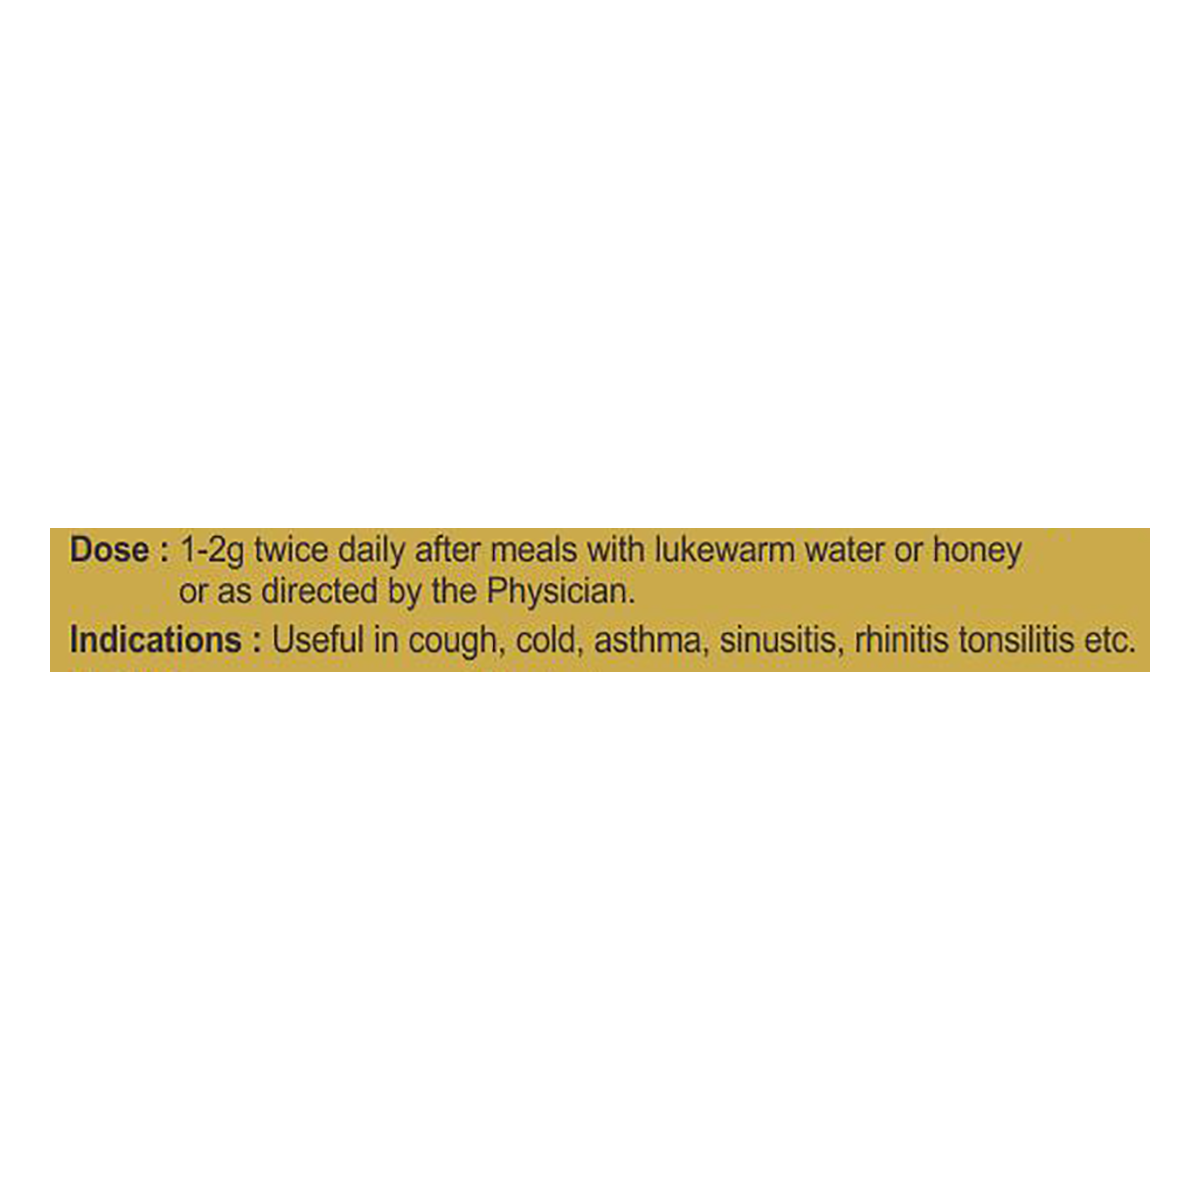 Dose : 1-2g twice daily after meals with lukewarm water or honey
or as directed by the Physician.
Indications : Useful in cough, cold, asthma, sinusitis, rhinitis tonsilitis etc.